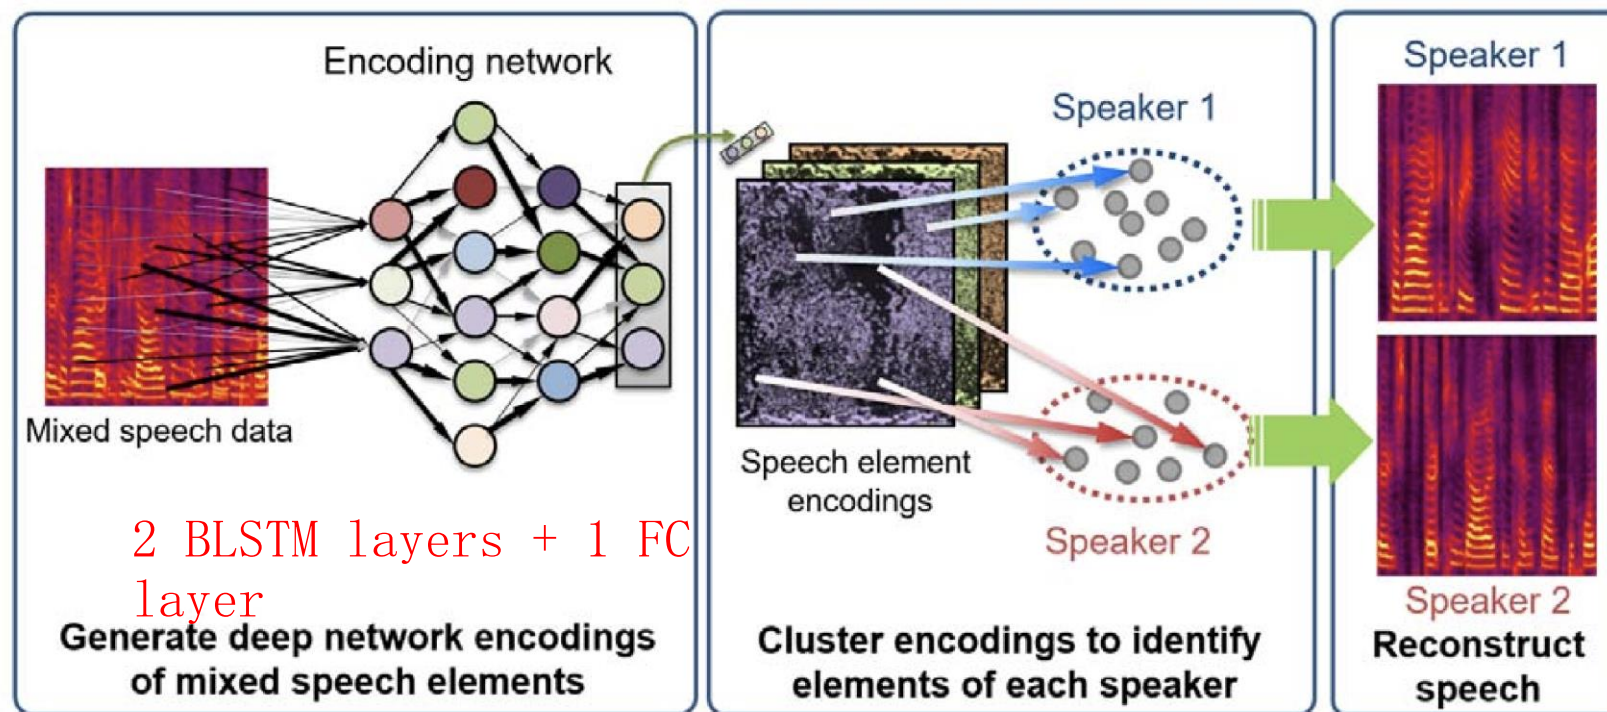 Encoding network
Mixed speech data
2 BLSTM layers + 1 FC
layer
Generate deep network encodings
of mixed speech elements
Speaker 1
Speech element
encodings
Speaker 2
Cluster encodings to identify
elements of each speaker
Speaker 1
Speaker 2
Reconstruct
speech